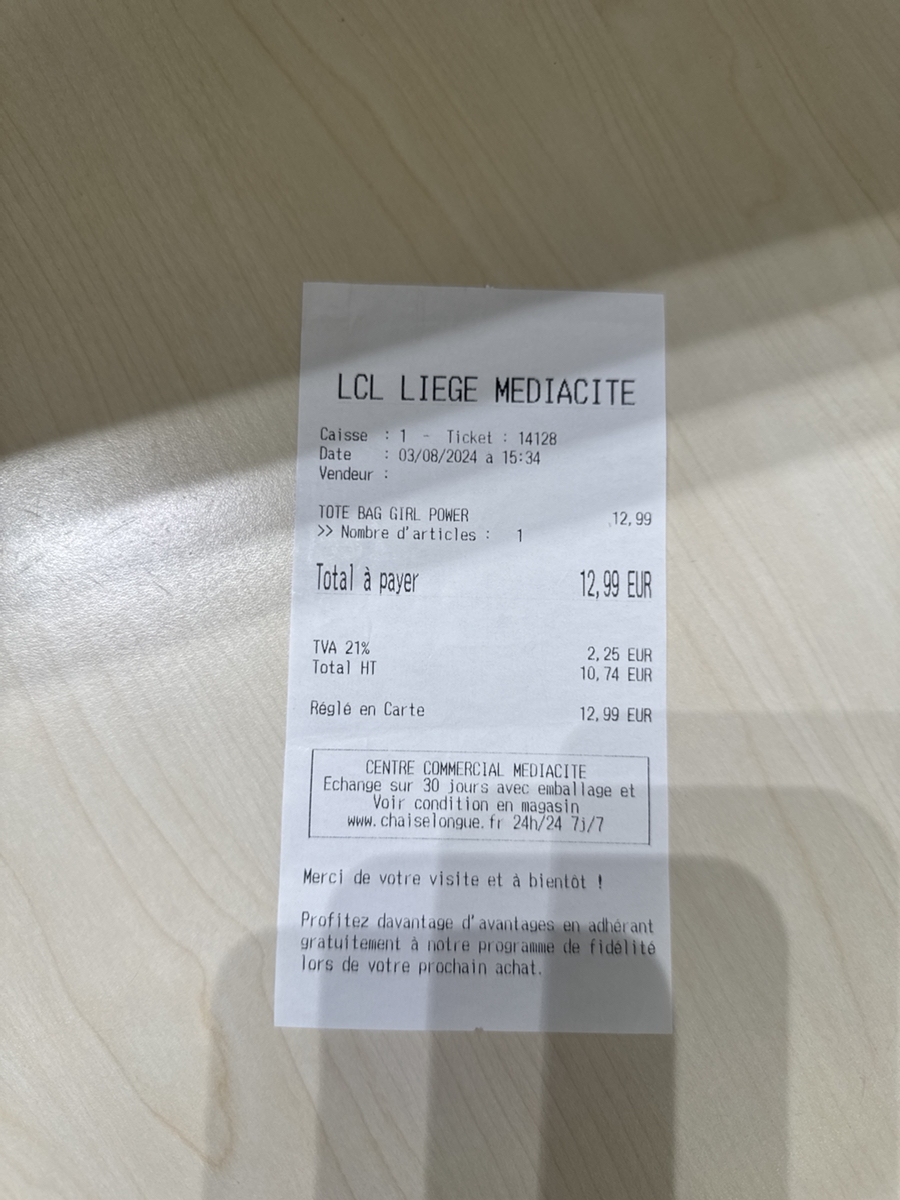 LCL LIEGE MEDIACITE
Caisse : 1 - Ticket : 14128
Date : 03/08/2024 a 15:34
Vendeur :
TOTE BAG GIRL POWER 12,99
>> Nombre d'articles : 1
Total à payer 12,99 EUR
TVA 21% 2,25 EUR
Total HT 10,74 EUR
Réglé en Carte 12,99 EUR
CENTRE COMMERCIAL MEDIACITE
Echange sur 30 jours avec emballage et
Voir condition en magasin
www.chaiselongue.fr 24h/24 7j/7
Merci de votre visite et à bientôt !
Profitez davantage d'avantages en adhérant
gratuitement à notre programme de fidélité
lors de votre prochain achat.